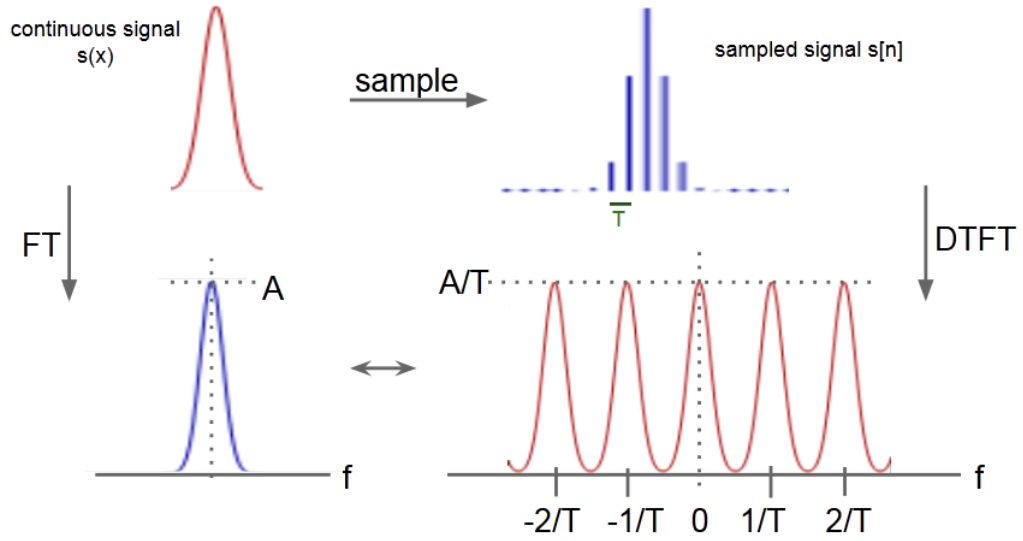 continuous signal
s(x)
sample
sampled signal s[n]
T
FT
DTFT
A
A/T
f
f
-2/T
-1/T
0
1/T
2/T